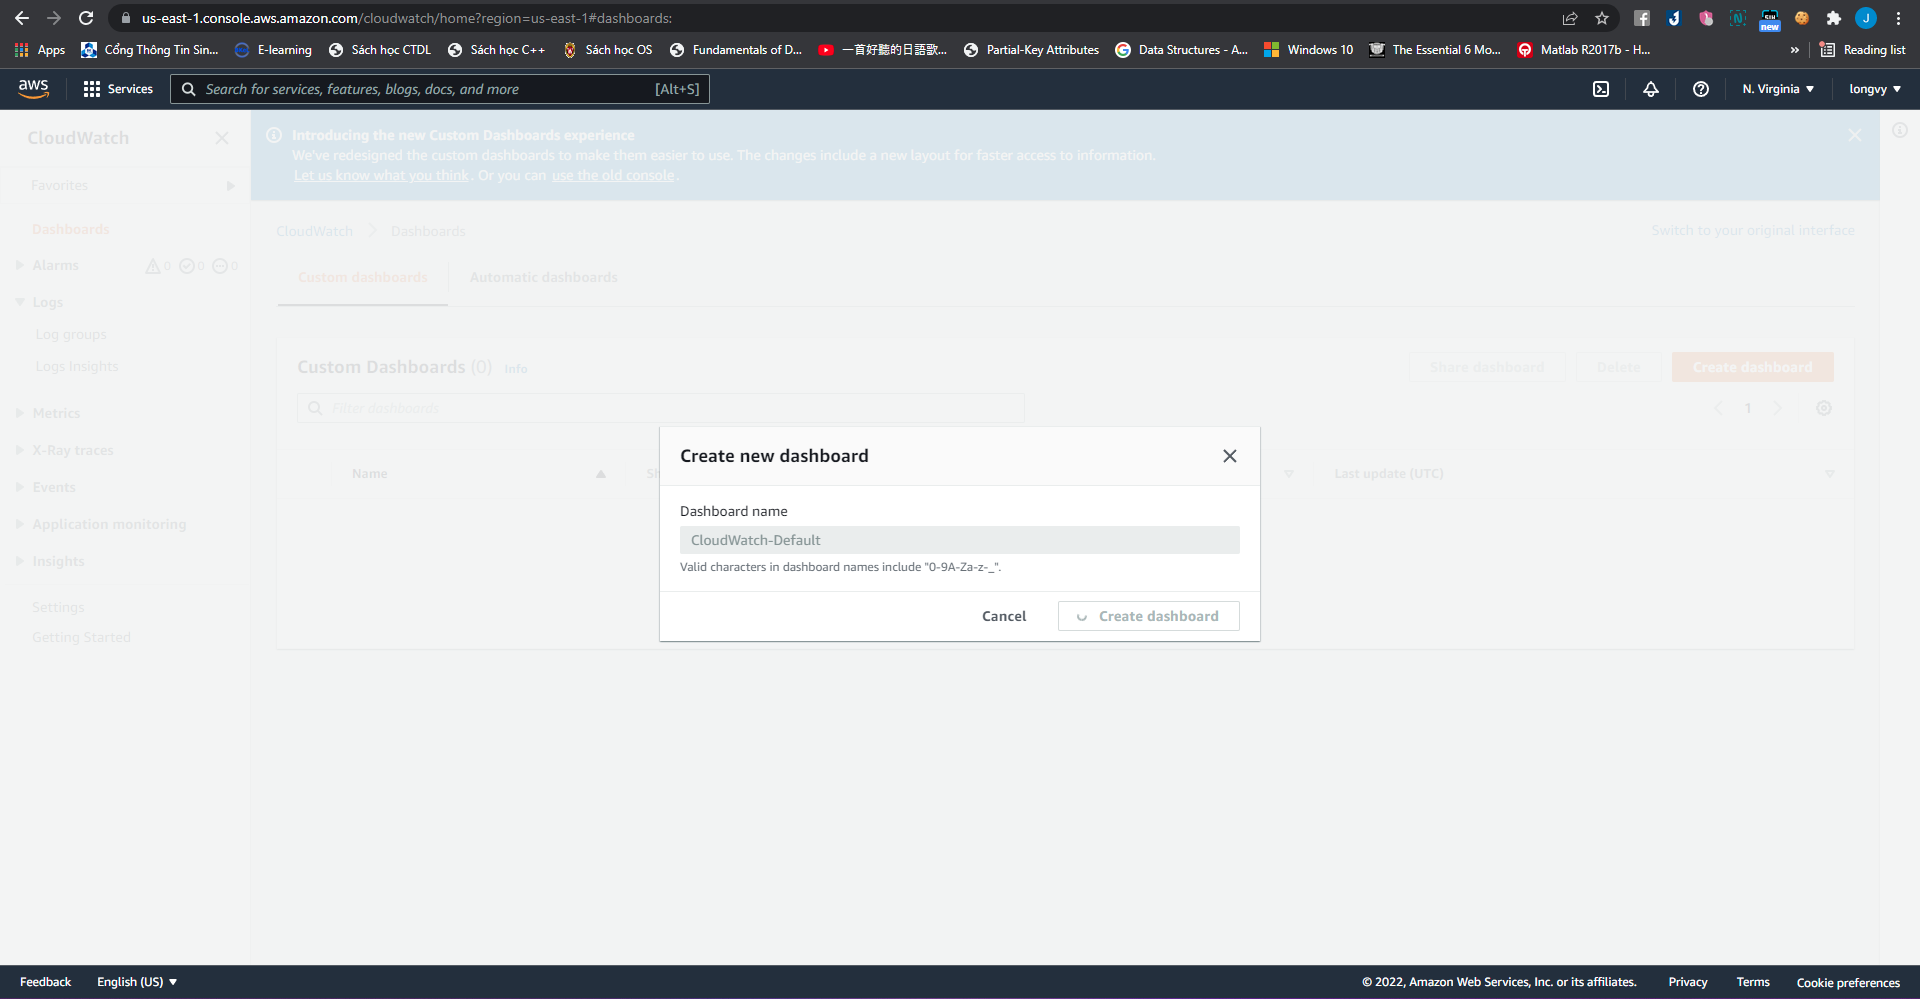 us-east-1.console.aws.amazon.com/cloudwatch/home?region=us-east-1#dashboards:
new
J
Apps
Cổng Thông Tin Sin...
E-learning
Sách học CTDL
Sách học C++
Sách học OS
Fundamentals of D...
一首好聽的日語歌...
Partial-Key Attributes
Data Structures - A...
Windows 10
The Essential 6 Mo...
Matlab R2017b - H...
»
Reading list
aws
Services
Search for services, features, blogs, docs, and more
[Alt+S]
N. Virginia
longvy
CloudWatch
Favorites
Dashboards
Alarms
0
0
0
Logs
Log groups
Logs Insights
Metrics
X-Ray traces
Events
Application monitoring
Insights
Settings
Getting Started
Introducing the new Custom Dashboards experience
We've redesigned the custom dashboards to make them easier to use. The changes include a new layout for faster access to information.
Let us know what you think. Or you can use the old console.
CloudWatch
Dashboards
Switch to your original interface
Custom dashboards
Automatic dashboards
Custom Dashboards (0)
Info
Share dashboard
Delete
Create dashboard
Filter dashboards
1
Name
Last update (UTC)
Create new dashboard
Dashboard name
CloudWatch-Default
Valid characters in dashboard names include "0-9A-Za-z-_".
Cancel
Create dashboard
Feedback
English (US)
© 2022, Amazon Web Services, Inc. or its affiliates.
Privacy
Terms
Cookie preferences